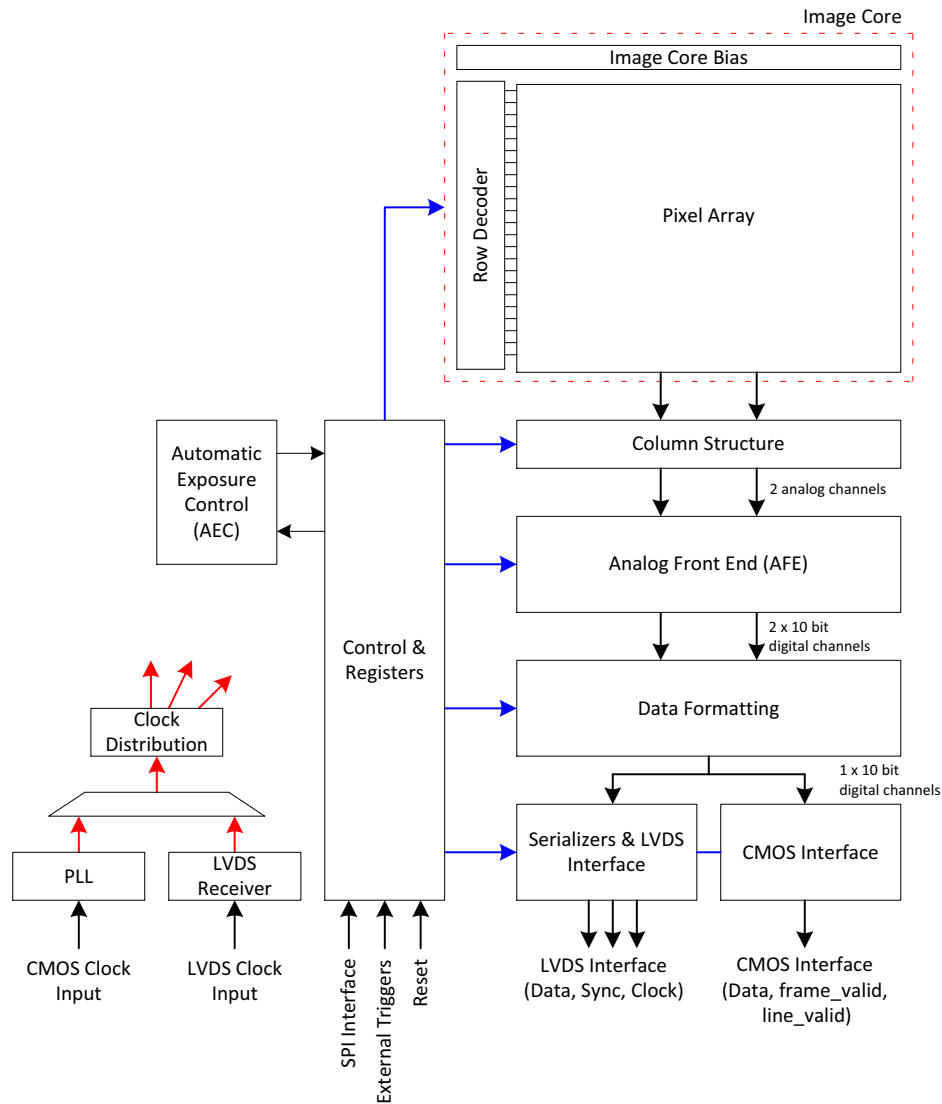 Image Core
Image Core Bias
Row Decoder
Pixel Array
Column Structure
2 analog channels
Automatic
Exposure
Control
(AEC)
Analog Front End (AFE)
2 x 10 bit
digital channels
Control &
Registers
Data Formatting
1 x 10 bit
digital channels
Clock
Distribution
PLL
LVDS
Receiver
Serializers & LVDS
Interface
CMOS Interface
CMOS Clock
Input
LVDS Clock
Input
SPI Interface
External Triggers
Reset
LVDS Interface
(Data, Sync, Clock)
CMOS Interface
(Data, frame_valid,
line_valid)